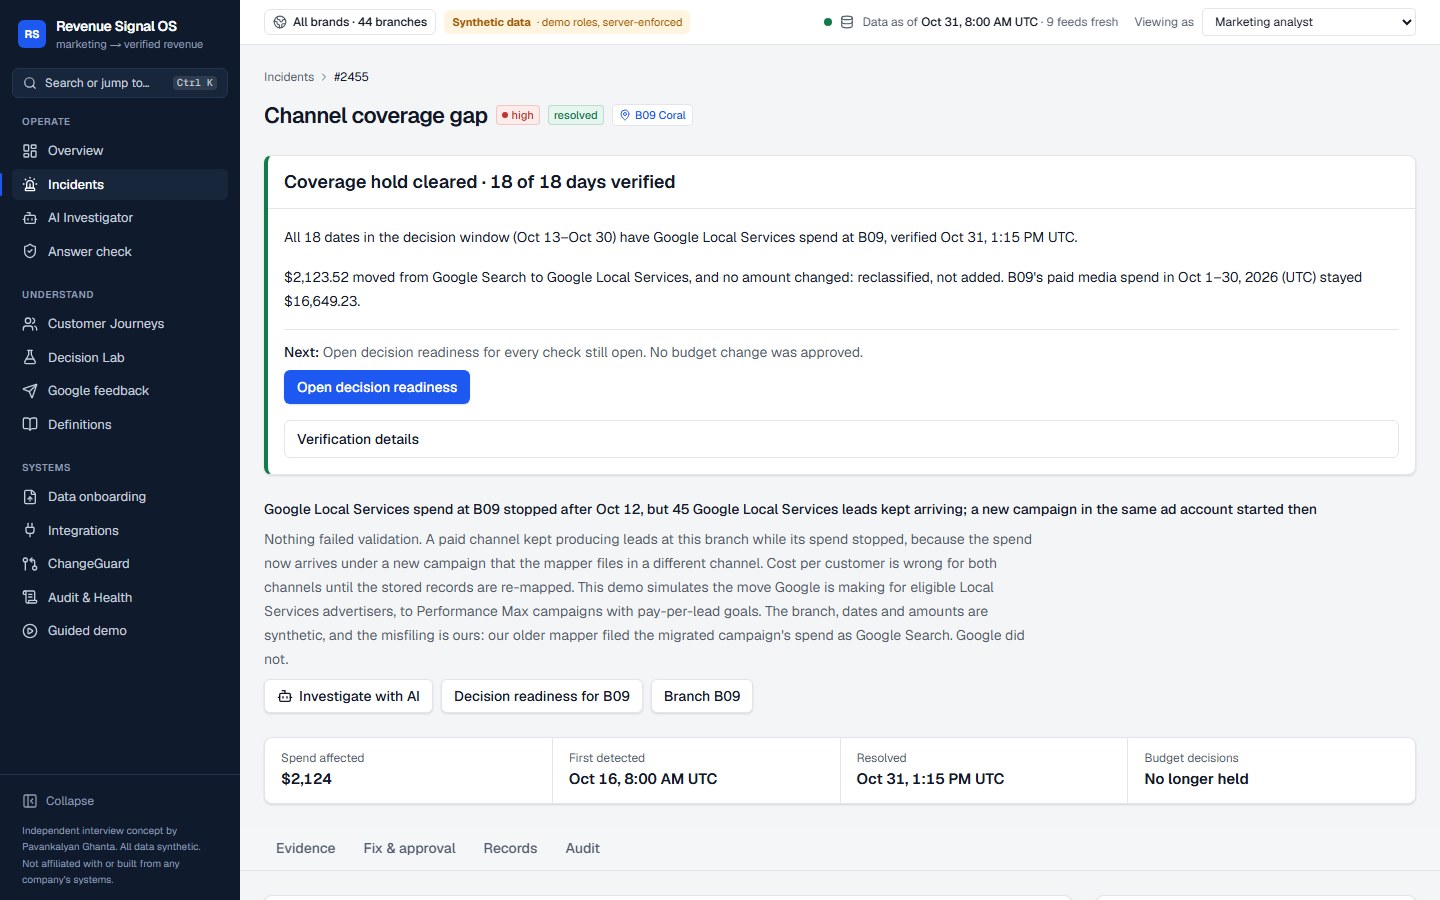 RS
Revenue Signal OS
marketing → verified revenue
Search or jump to...
Ctrl K
OPERATE
Overview
Incidents
AI Investigator
Answer check
UNDERSTAND
Customer Journeys
Decision Lab
Google feedback
Definitions
SYSTEMS
Data onboarding
Integrations
ChangeGuard
Audit & Health
Guided demo
Collapse
Independent interview concept by
Pavankalyan Ghanta. All data synthetic.
Not affiliated with or built from any
company's systems.
All brands · 44 branches
Synthetic data · demo roles, server-enforced
Data as of Oct 31, 8:00 AM UTC · 9 feeds fresh
Viewing as
Marketing analyst
Incidents > #2455
Channel coverage gap
high
resolved
B09 Coral
Coverage hold cleared · 18 of 18 days verified
All 18 dates in the decision window (Oct 13–Oct 30) have Google Local Services spend at B09, verified Oct 31, 1:15 PM UTC.
$2,123.52 moved from Google Search to Google Local Services, and no amount changed: reclassified, not added. B09's paid media spend in Oct 1–30, 2026 (UTC) stayed
$16,649.23.
Next: Open decision readiness for every check still open. No budget change was approved.
Open decision readiness
Verification details
Google Local Services spend at B09 stopped after Oct 12, but 45 Google Local Services leads kept arriving; a new campaign in the same ad account started then
Nothing failed validation. A paid channel kept producing leads at this branch while its spend stopped, because the spend
now arrives under a new campaign that the mapper files in a different channel. Cost per customer is wrong for both
channels until the stored records are re-mapped. This demo simulates the move Google is making for eligible Local
Services advertisers, to Performance Max campaigns with pay-per-lead goals. The branch, dates and amounts are
synthetic, and the misfiling is ours: our older mapper filed the migrated campaign's spend as Google Search. Google did
not.
Investigate with AI
Decision readiness for B09
Branch B09
Spend affected
$2,124
First detected
Oct 16, 8:00 AM UTC
Resolved
Oct 31, 1:15 PM UTC
Budget decisions
No longer held
Evidence
Fix & approval
Records
Audit